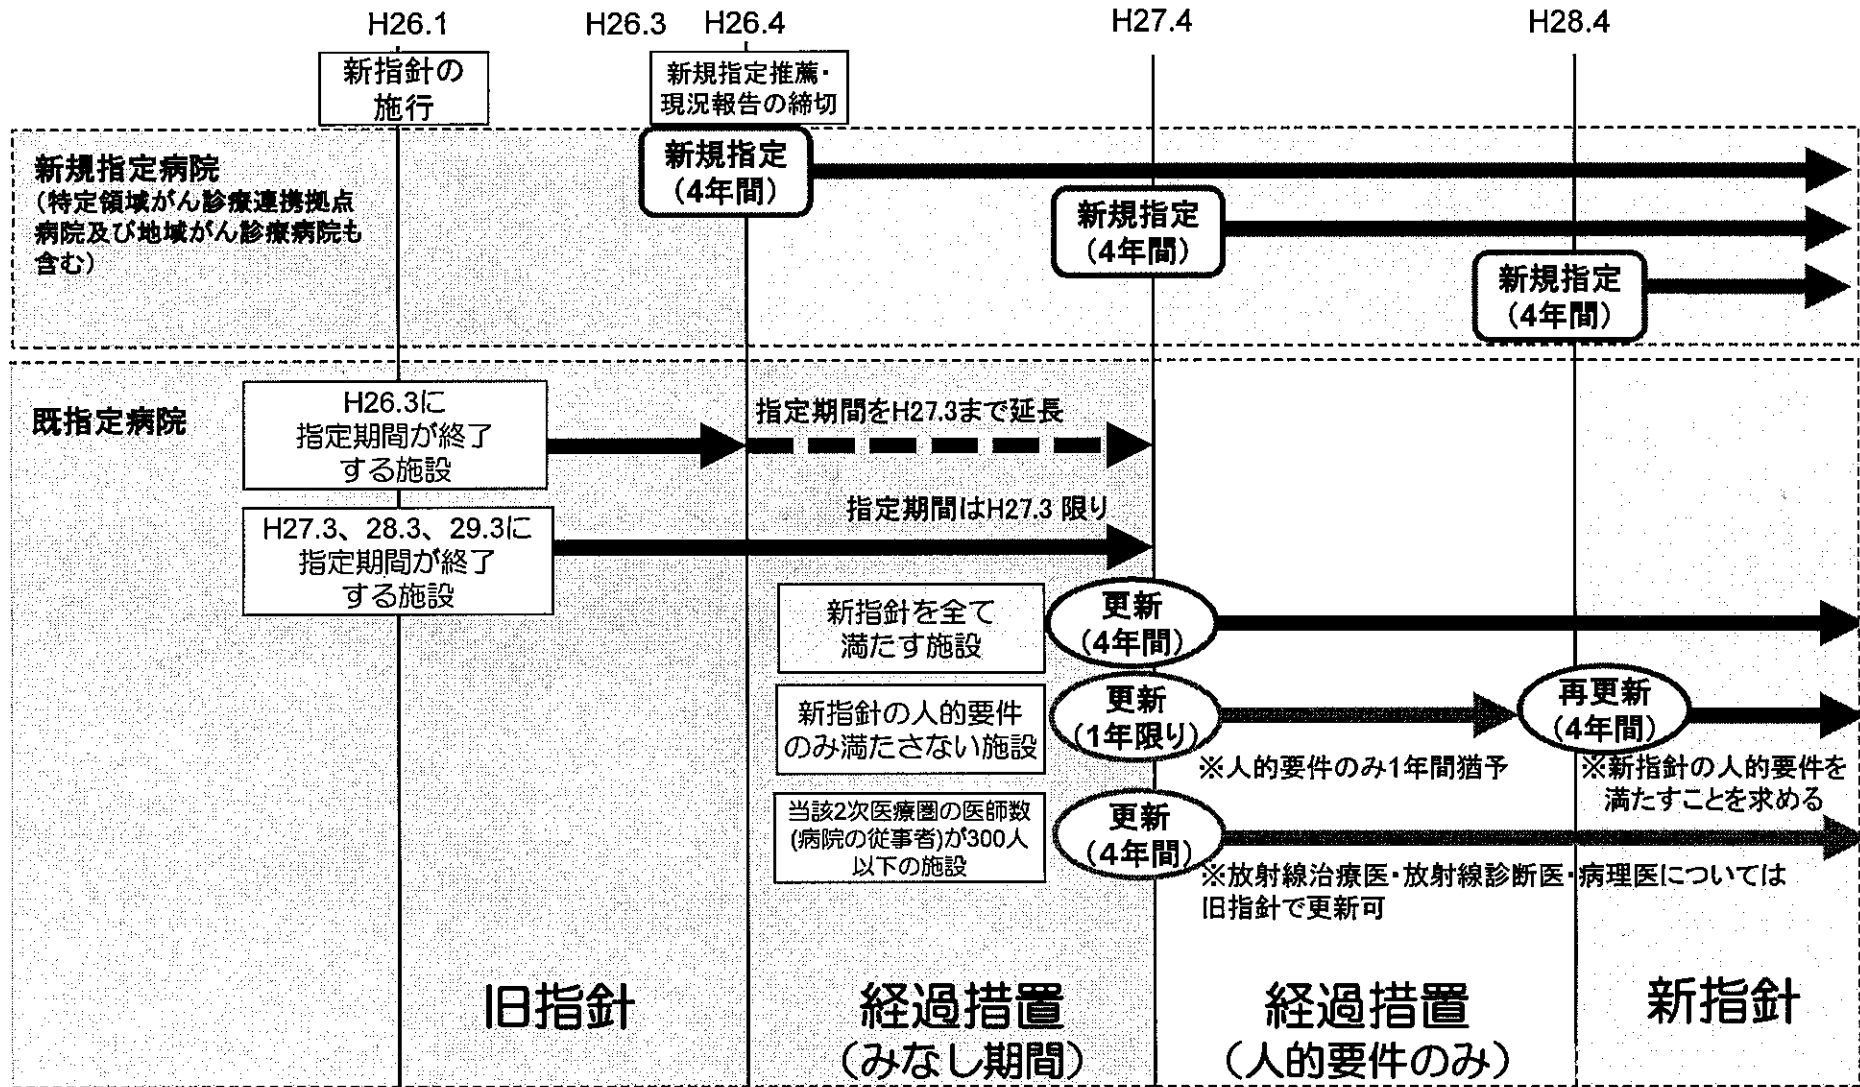 H26.1
H26.3
H26.4
H27.4
H28.4
新指針の
施行
新規指定推薦・
現況報告の締切
新規指定病院
（特定領域がん診療連携拠点
病院及び地域がん診療病院も
含む）
新規指定
（4年間）
新規指定
（4年間）
新規指定
（4年間）
既指定病院
H26.3に
指定期間が終了
する施設
指定期間をH27.3まで延長
H27.3、28.3、29.3に
指定期間が終了
する施設
指定期間はH27.3 限り
新指針を全て
満たす施設
更新
（4年間）
新指針の人的要件
のみ満たさない施設
更新
（1年限り）
※人的要件のみ1年間猶予
再更新
（4年間）
※新指針の人的要件を
満たすことを求める
当該2次医療圏の医師数
(病院の従事者)が300人
以下の施設
更新
（4年間）
※放射線治療医・放射線診断医・病理医については
旧指針で更新可
旧指針
経過措置
（みなし期間）
経過措置
（人的要件のみ）
新指針